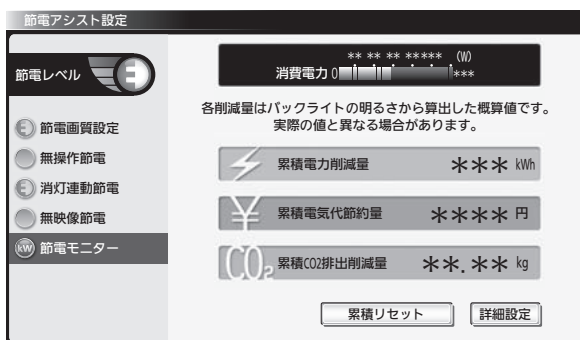 節電アシスト設定
節電レベル
E
節電画質設定
無操作節電
消灯連動節電
無映像節電
kW 節電モニター
** ** ** ***** (W)
消費電力 0 ***
各削減量はバックライトの明るさから算出した概算値です。
実際の値と異なる場合があります。
累積電力削減量 *** kWh
¥ 累積電気代節約量 **** 円
CO2 累積CO2排出削減量 **.** kg
累積リセット 詳細設定